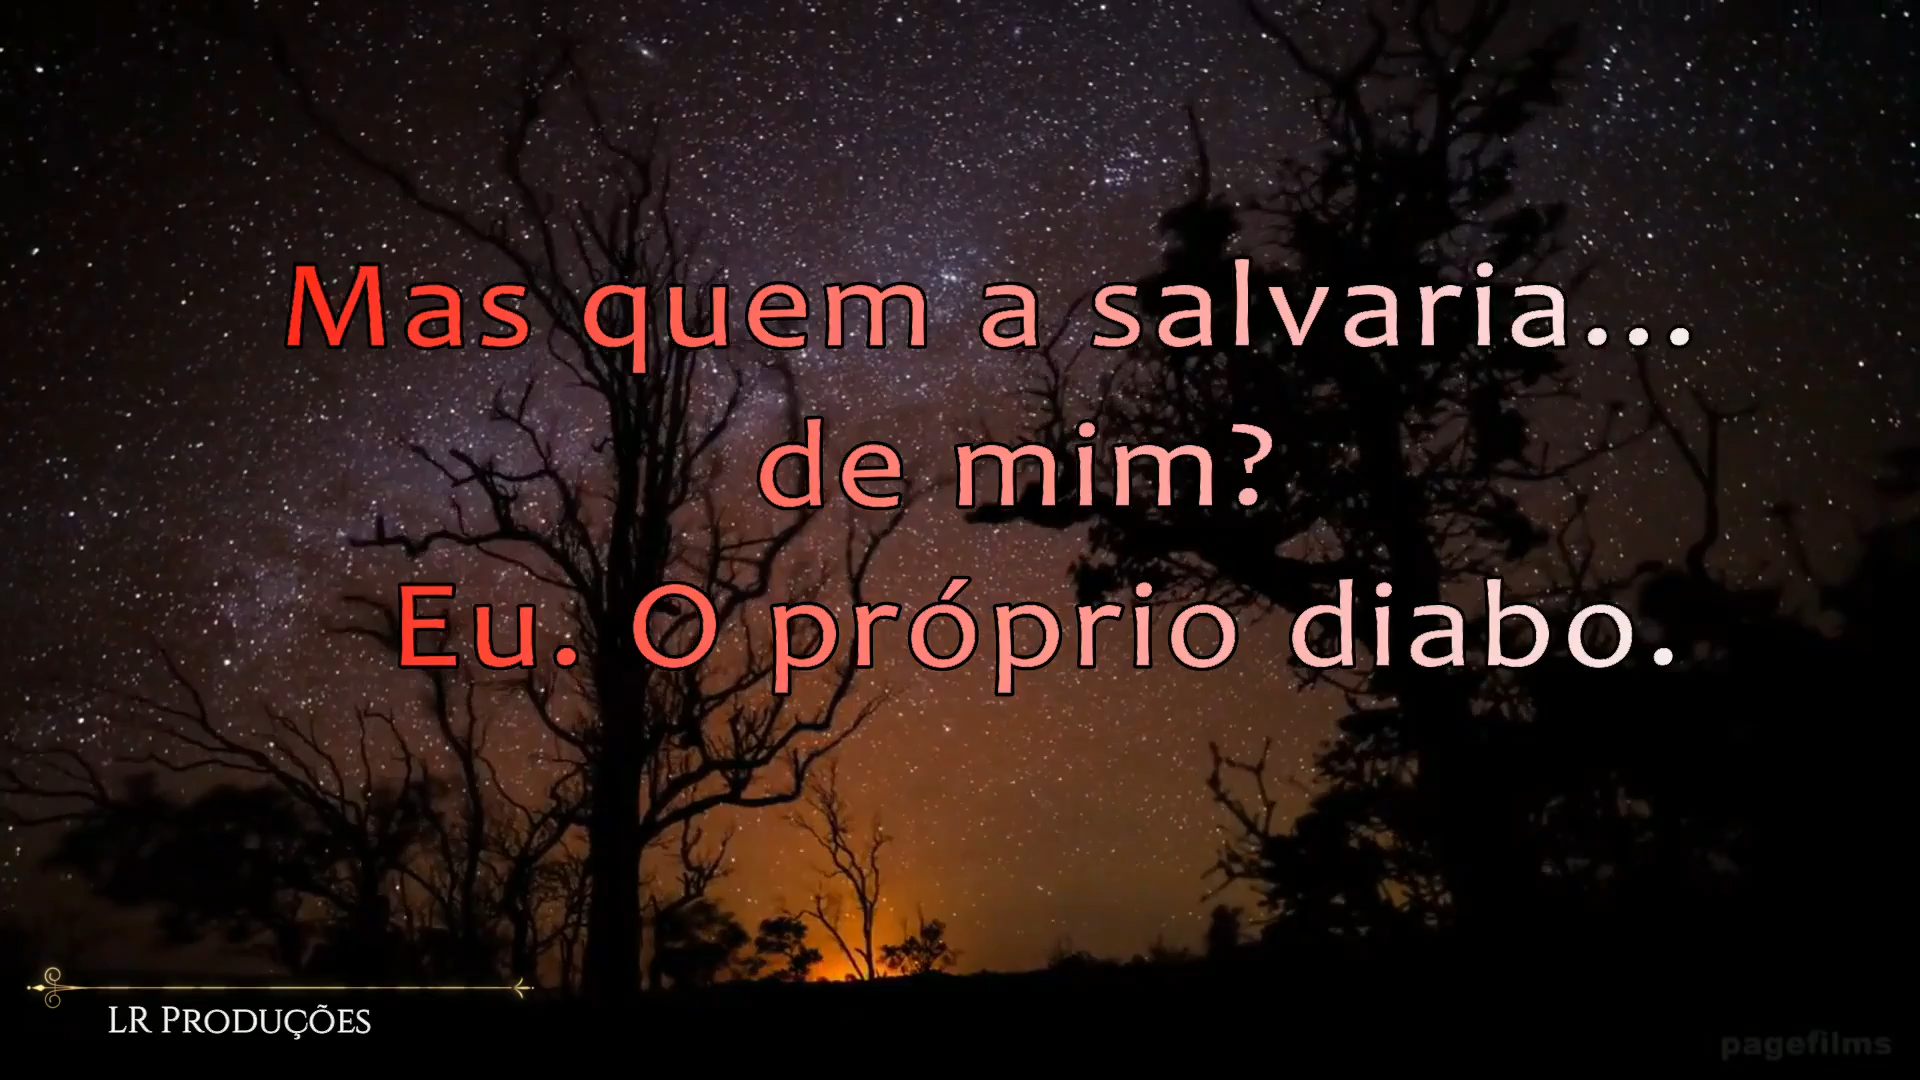 Mas quem a salvaria...
de mim?
Eu. O próprio diabo.
LR Produções
pagefilms